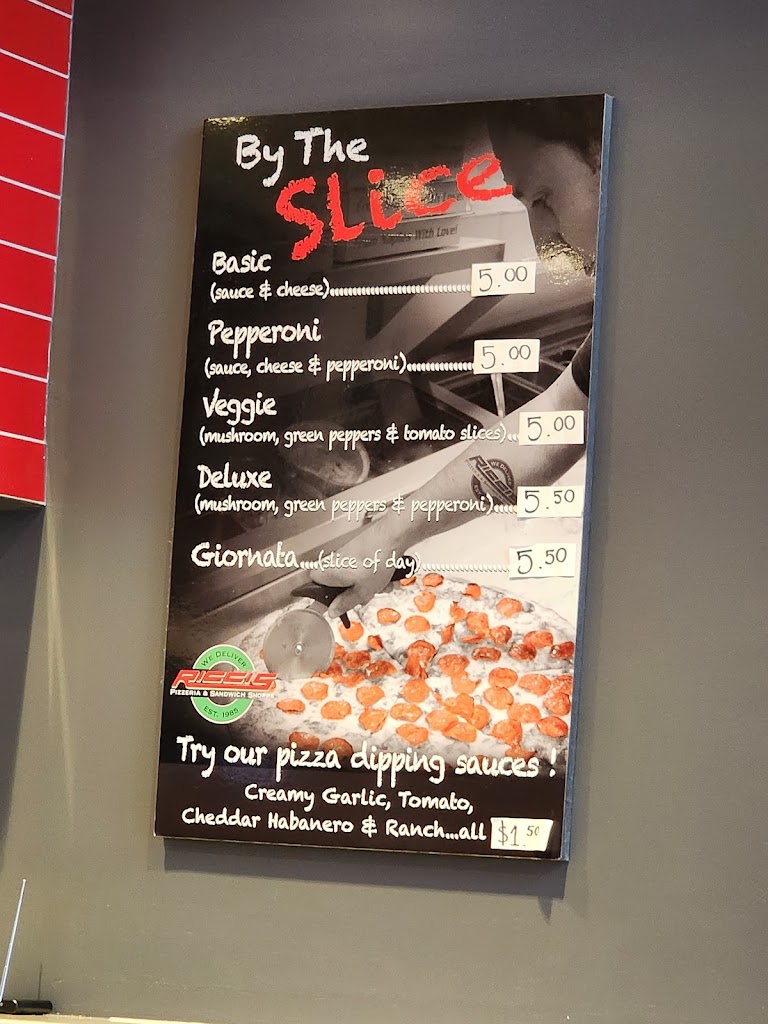 By The
Slice
Basic
(sauce & cheese)........................ 5.00
Pepperoni
(sauce, cheese & pepperoni)............... 5.00
Veggie
(mushroom, green peppers & tomato slices)... 5.00
Deluxe
(mushroom, green peppers & pepperoni)..... 5.50
Giornata....(slice of day).................. 5.50
WE DELIVER
PIZZERIA & SANDWICH SHOPPE
EST. 1985
Try our pizza dipping sauces !
Creamy Garlic, Tomato,
Cheddar Habanero & Ranch...all $1.50